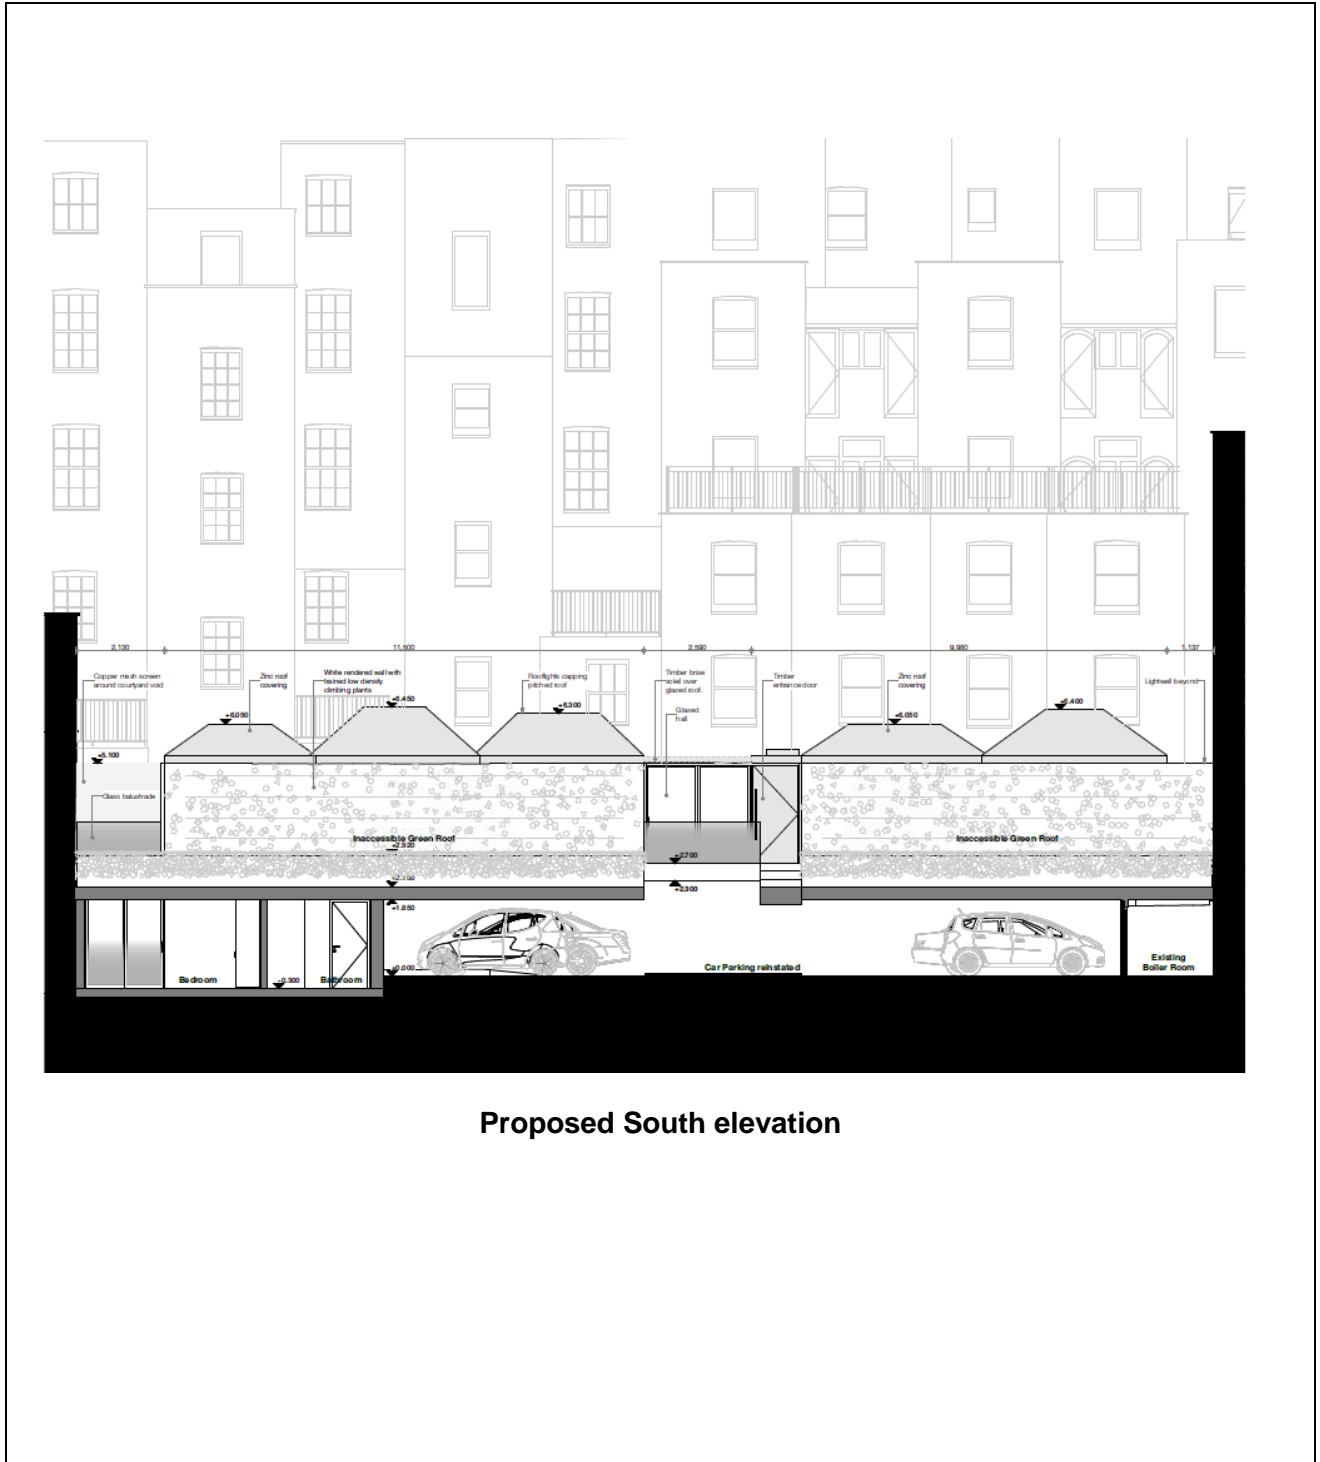 2,130
11,500
2,590
9,980
1,137
Copper mesh screen
around courtyard void
Zinc roof
covering
White rendered wall with
trained low density
climbing plants
Rooflights capping
pitched roof
Timber brise
soleil over
glazed roof.
Glazed
hall
Timber
entrance door
Zinc roof
covering
Lightwell beyond
+6.050
+6.450
+6.300
+6.050
+6.400
+5.100
Glass balustrade
Inaccessible Green Roof
Inaccessible Green Roof
+2.920
+2.700
+2.300
+1.850
+0.000
Car Parking reinstated
Bedroom
-0.300
Bathroom
Existing
Boiler Room
Proposed South elevation